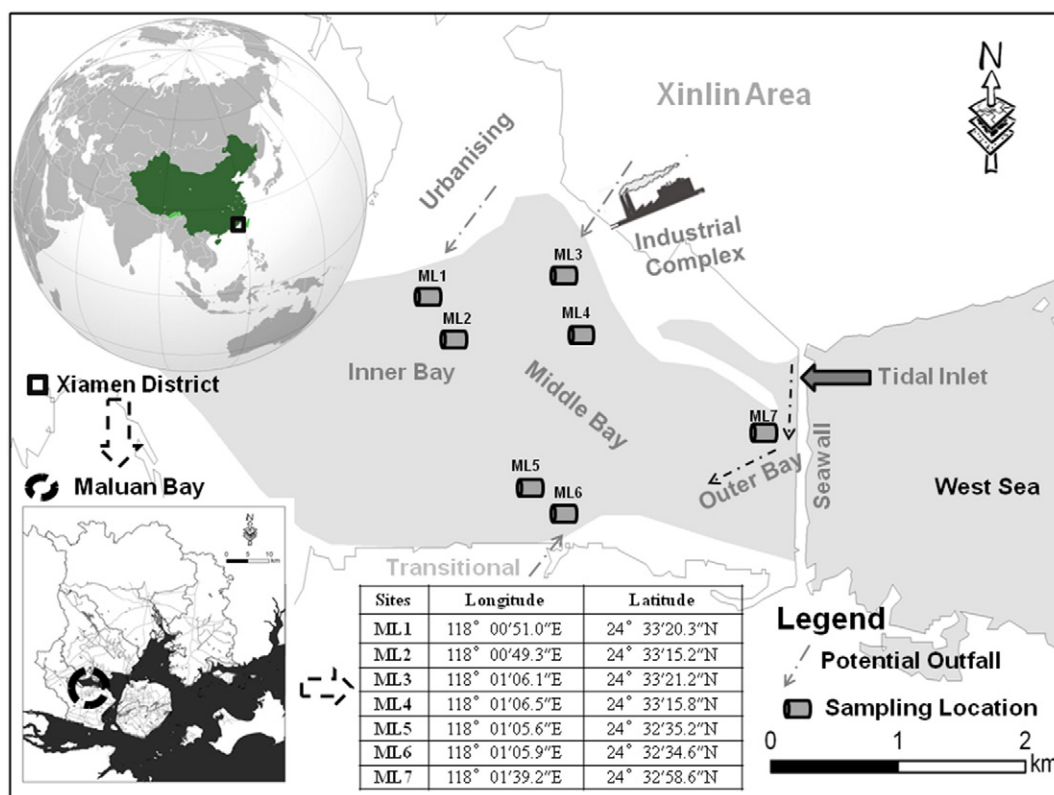 N
Xinlin Area
Urbanising
Industrial
Complex
ML1
ML2
ML3
ML4
Inner Bay
Middle Bay
Tidal Inlet
ML7
Outer Bay
Seawall
West Sea
ML5
ML6
Transitional
Xiamen District
Maluan Bay
N
0 5 10
km
Sites Longitude Latitude
ML1 118° 00′51.0″E 24° 33′20.3″N
ML2 118° 00′49.3″E 24° 33′15.2″N
ML3 118° 01′06.1″E 24° 33′21.2″N
ML4 118° 01′06.5″E 24° 33′15.8″N
ML5 118° 01′05.6″E 24° 32′35.2″N
ML6 118° 01′05.9″E 24° 32′34.6″N
ML7 118° 01′39.2″E 24° 32′58.6″N
Legend
Potential Outfall
Sampling Location
0 1 2
km